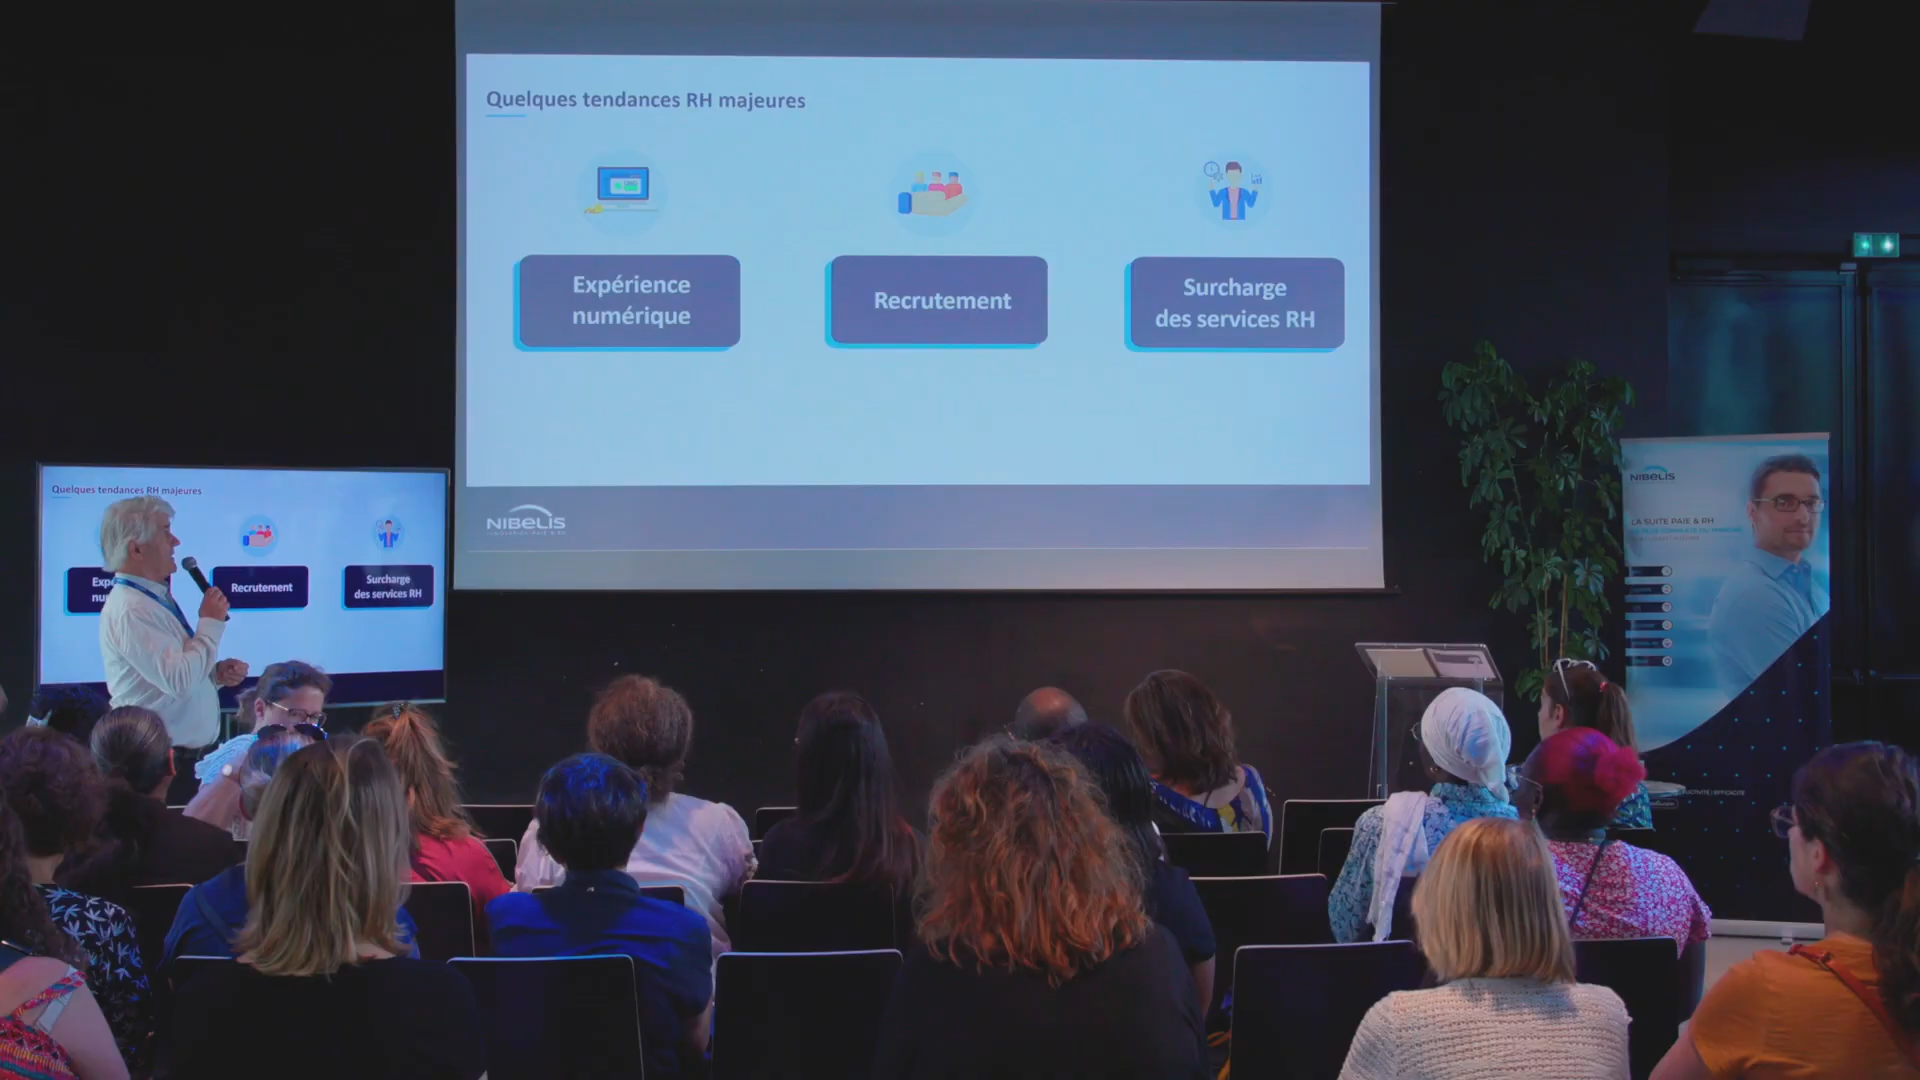 Quelques tendances RH majeures
Expérience
numérique
Recrutement
Surcharge
des services RH
NIBELIS
Quelques tendances RH majeures
Recrutement
Surcharge
des services RH
NIBELIS
LA SUITE PAIE & RH